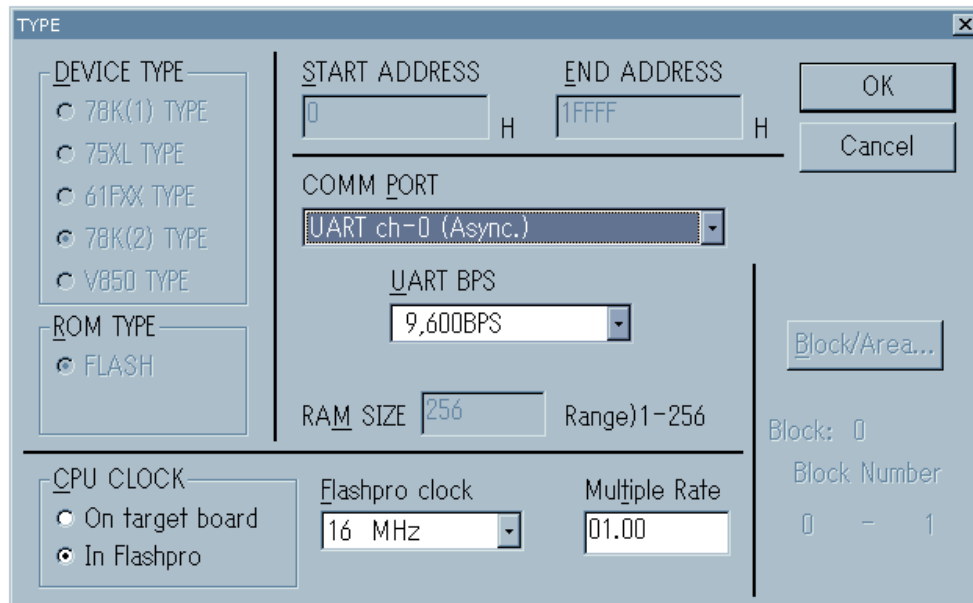 TYPE
DEVICE TYPE
78K(1) TYPE
75XL TYPE
61FXX TYPE
78K(2) TYPE
V850 TYPE
ROM TYPE
FLASH
START ADDRESS
0 H
END ADDRESS
1FFFF H
COMM PORT
UART ch-0 (Async.)
UART BPS
9,600BPS
RAM SIZE 256 Range)1-256
OK
Cancel
Block/Area...
Block: 0
Block Number
0 - 1
CPU CLOCK
On target board
In Flashpro
Flashpro clock
16 MHz
Multiple Rate
01.00